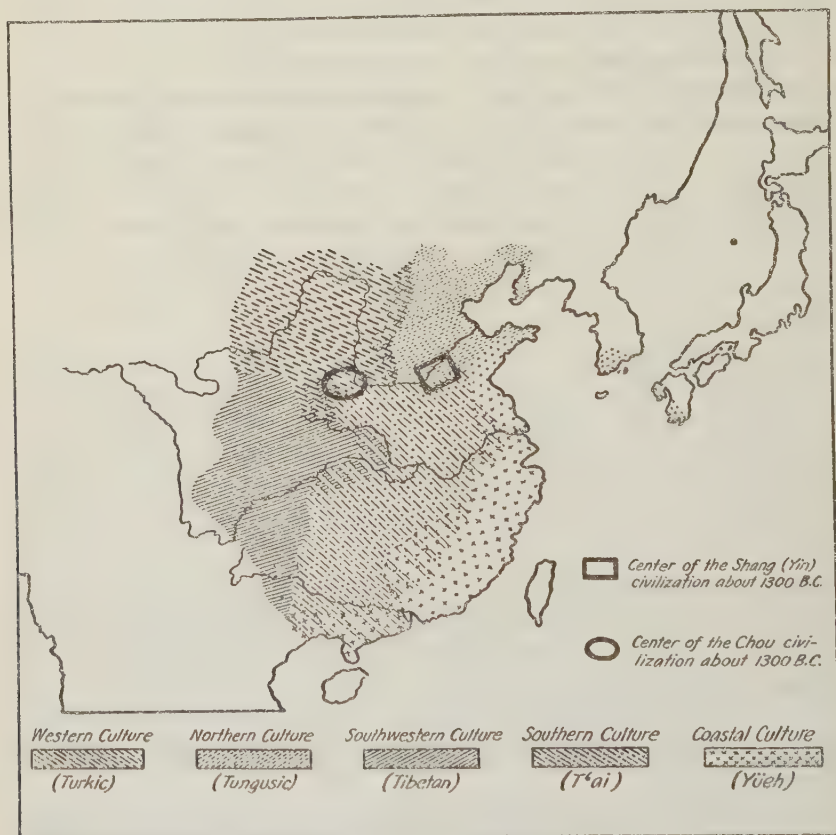 Center of the Shang (Yin)
civilization about 1300 B.C.
Center of the Chou civi-
lization about 1300 B.C.
Western Culture
(Turkic)
Northern Culture
(Tungusic)
Southwestern Culture
(Tibetan)
Southern Culture
(T‘ai)
Coastal Culture
(Yüeh)